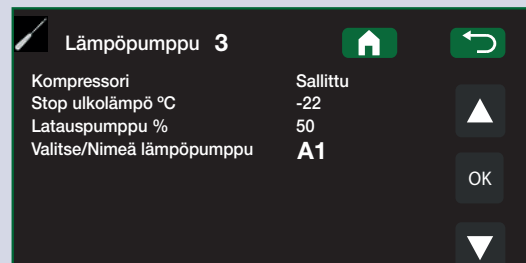 Lämpöpumppu 3
Kompressori Sallittu
Stop ulkolämpö ºC -22
Latauspumppu % 50
Valitse/Nimeä lämpöpumppu A1
OK